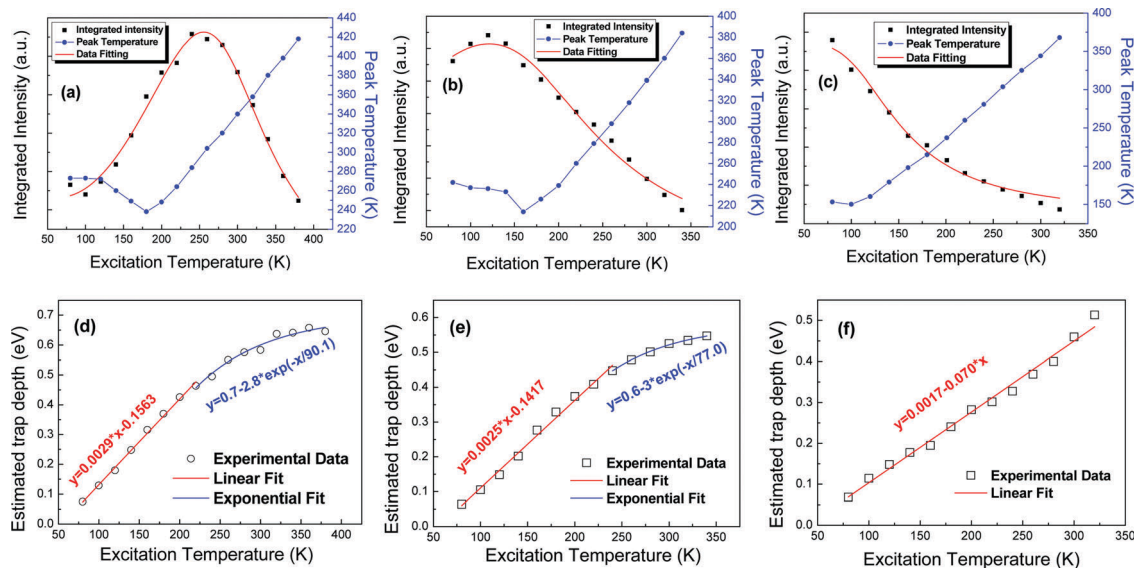 Integrated intensity
Peak Temperature
Data Fitting
(a)
Integrated Intensity (a.u.)
420
400
380
360
340
320
300
280
260
240
220
Peak Temperature (K)
50 100 150 200 250 300 350 400
Excitation Temperature (K)
Integrated Intensity
Peak Temperature
Data Fitting
(b)
Integrated Intensity (a.u.)
400
380
360
340
320
300
280
260
240
220
200
Peak Temperature (K)
50 100 150 200 250 300 350
Excitation Temperature (K)
Integrated Intensity
Peak Temperature
Data Fitting
(c)
Integrated Intensity (a.u.)
400
350
300
250
200
150
Peak Temperature (K)
50 100 150 200 250 300 350
Excitation Temperature (K)
(d)
Estimated trap depth (eV)
0.7
0.6
0.5
0.4
0.3
0.2
0.1
0.0
y=0.0029*x-0.1563
y=0.7-2.8*exp(-x/90.1)
Experimental Data
Linear Fit
Exponential Fit
50 100 150 200 250 300 350 400
Excitation Temperature (K)
(e)
Estimated trap depth (eV)
0.6
0.5
0.4
0.3
0.2
0.1
0.0
y=0.0025*x-0.1417
y=0.6-3*exp(-x/77.0)
Experimental Data
Linear Fit
Exponential Fit
50 100 150 200 250 300 350
Excitation Temperature (K)
(f)
Estimated trap depth (eV)
0.5
0.4
0.3
0.2
0.1
0.0
y=0.0017-0.070*x
Experimental Data
Linear Fit
50 100 150 200 250 300 350
Excitation Temperature (K)